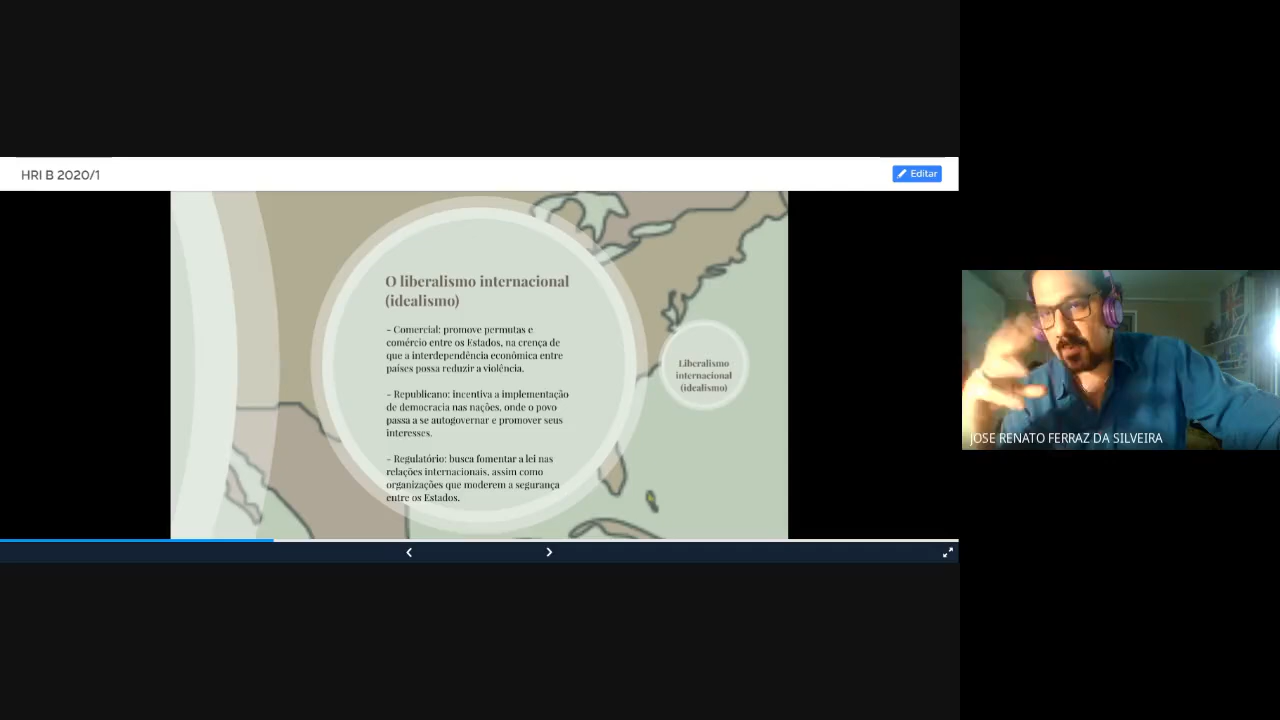 HRI B 2020/1
Editar
O liberalismo internacional
(idealismo)
- Comercial: promove permutas e
comércio entre os Estados, na crença de
que a interdependência econômica entre
países possa reduzir a violência.
- Republicano: incentiva a implementação
de democracia nas nações, onde o povo
passa a se autogovernar e promover seus
interesses.
- Regulatório: busca fomentar a lei nas
relações internacionais, assim como
organizações que moderem a segurança
entre os Estados.
Liberalismo
internacional
(idealismo)
JOSE RENATO FERRAZ DA SILVEIRA